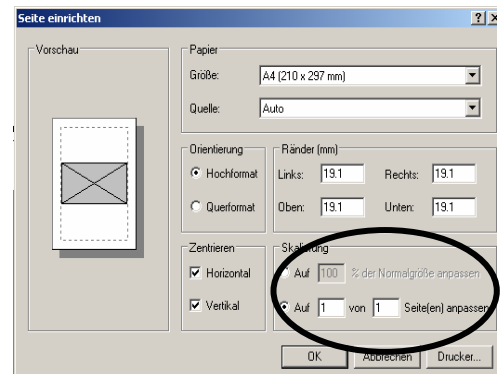 Seite einrichten
Vorschau
Papier
Größe: A4 (210 x 297 mm)
Quelle: Auto
Orientierung
Hochformat
Querformat
Ränder (mm)
Links: 19.1 Rechts: 19.1
Oben: 19.1 Unten: 19.1
Zentrieren
Horizontal
Vertikal
Skalierung
Auf 100 % der Normalgröße anpassen
Auf 1 von 1 Seite(en) anpassen
OK Abbrechen Drucker...